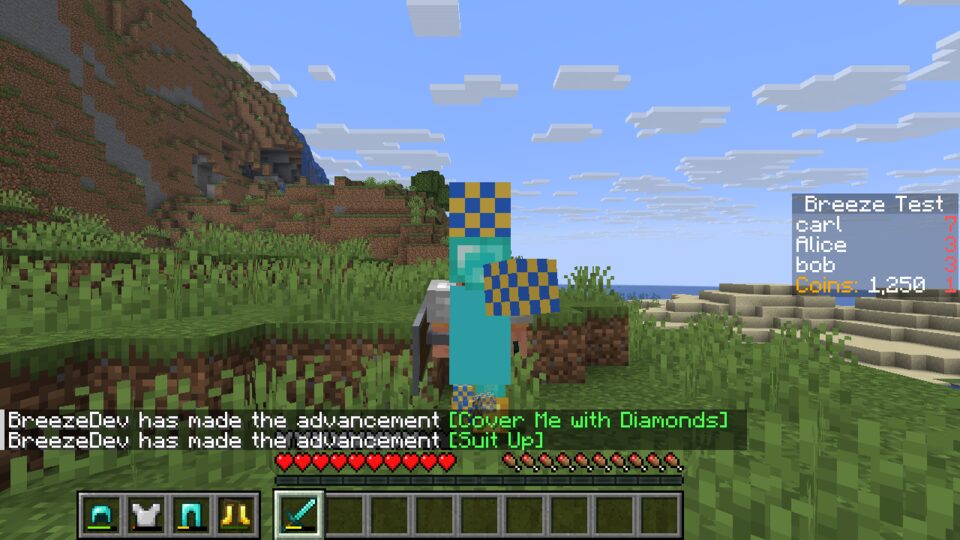 Breeze Test
carl 7
Alice 3
bob
Coins: 1,250 1
BreezeDev has made the advancement [Cover Me with Diamonds]
BreezeDev has made the advancement [Suit Up]